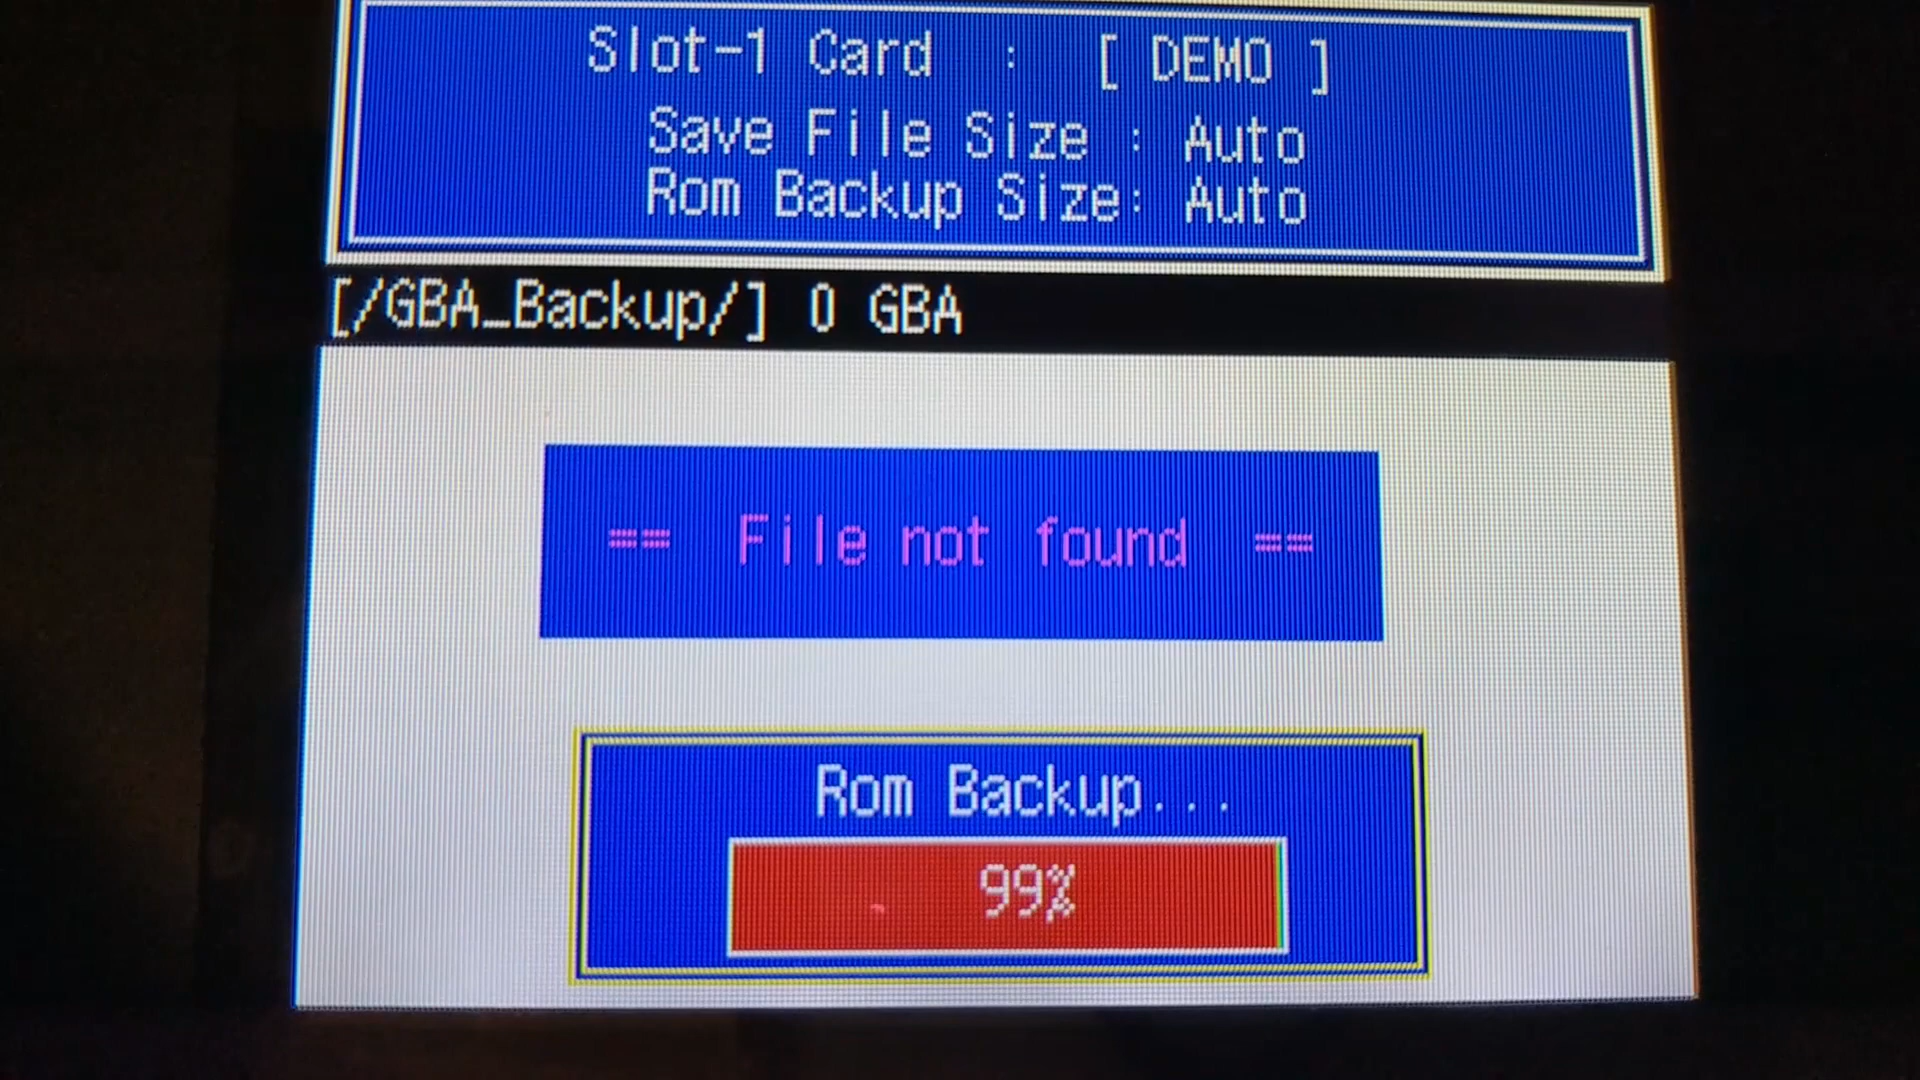 Slot-1 Card : [ DEMO ]
Save File Size : Auto
Rom Backup Size: Auto
[/GBA_Backup/] 0 GBA
== File not found ==
Rom Backup...
99%